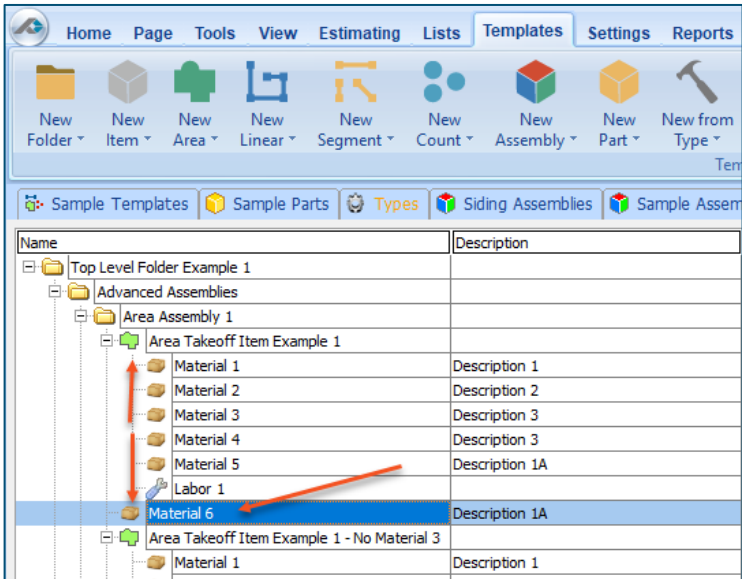 Home Page Tools View Estimating Lists Templates Settings Reports
New Folder New Item New Area New Linear New Segment New Count New Assembly New Part New from Type
Tem
Sample Templates Sample Parts Types Siding Assemblies Sample Assem
Name Description
Top Level Folder Example 1
Advanced Assemblies
Area Assembly 1
Area Takeoff Item Example 1
Material 1 Description 1
Material 2 Description 2
Material 3 Description 3
Material 4 Description 3
Material 5 Description 1A
Labor 1
Material 6 Description 1A
Area Takeoff Item Example 1 - No Material 3
Material 1 Description 1